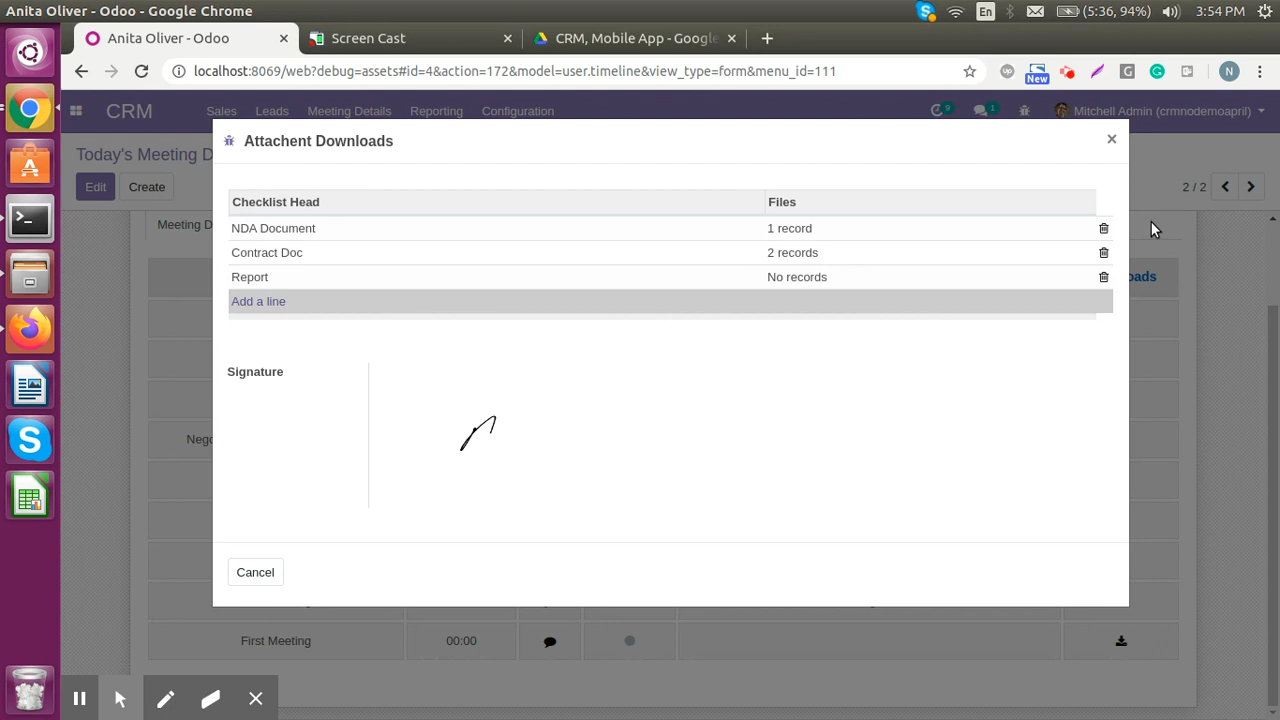 Anita Oliver - Odoo - Google Chrome
En
(5:36, 94%)
3:54 PM
Anita Oliver - Odoo
Screen Cast
CRM, Mobile App - Google
localhost:8069/web?debug=assets#id=4&action=172&model=user.timeline&view_type=form&menu_id=111
New
N
CRM
Sales
Leads
Meeting Details
Reporting
Configuration
9
1
Mitchell Admin (crmnodemoapril)
Today's Meeting D
Edit
Create
2 / 2
Meeting D
Attachent Downloads
×
Checklist Head
Files
NDA Document
1 record
Contract Doc
2 records
Report
No records
oads
Add a line
Signature
Nego
Cancel
First Meeting
00:00